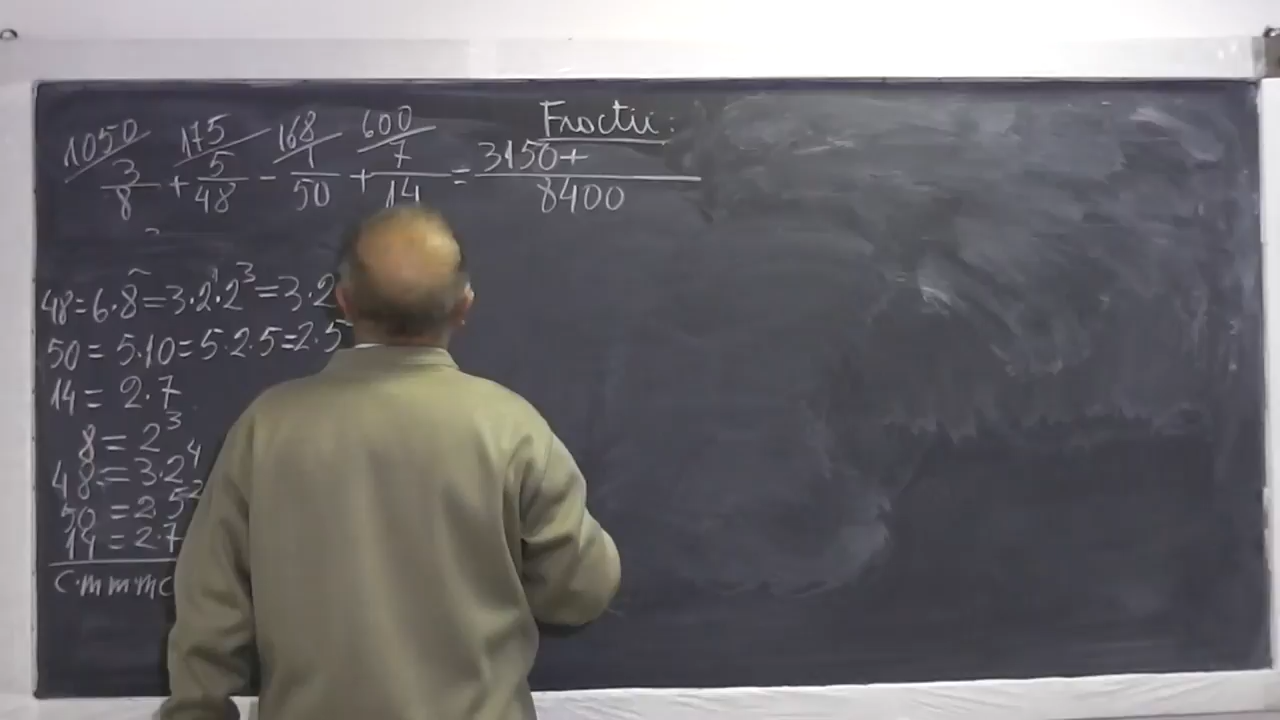 Fractii:
1050/ 175/ 168/ 600/
3/8 + 5/48 - 1/50 + 7/14 = 3150+/8400
48=6·8=3·2¹·2³=3·2
50=5·10=5·2·5=2·5
14=2·7
8=2³
48=3·2⁴
50=2·5²
14=2·7
c.m.m.m.c